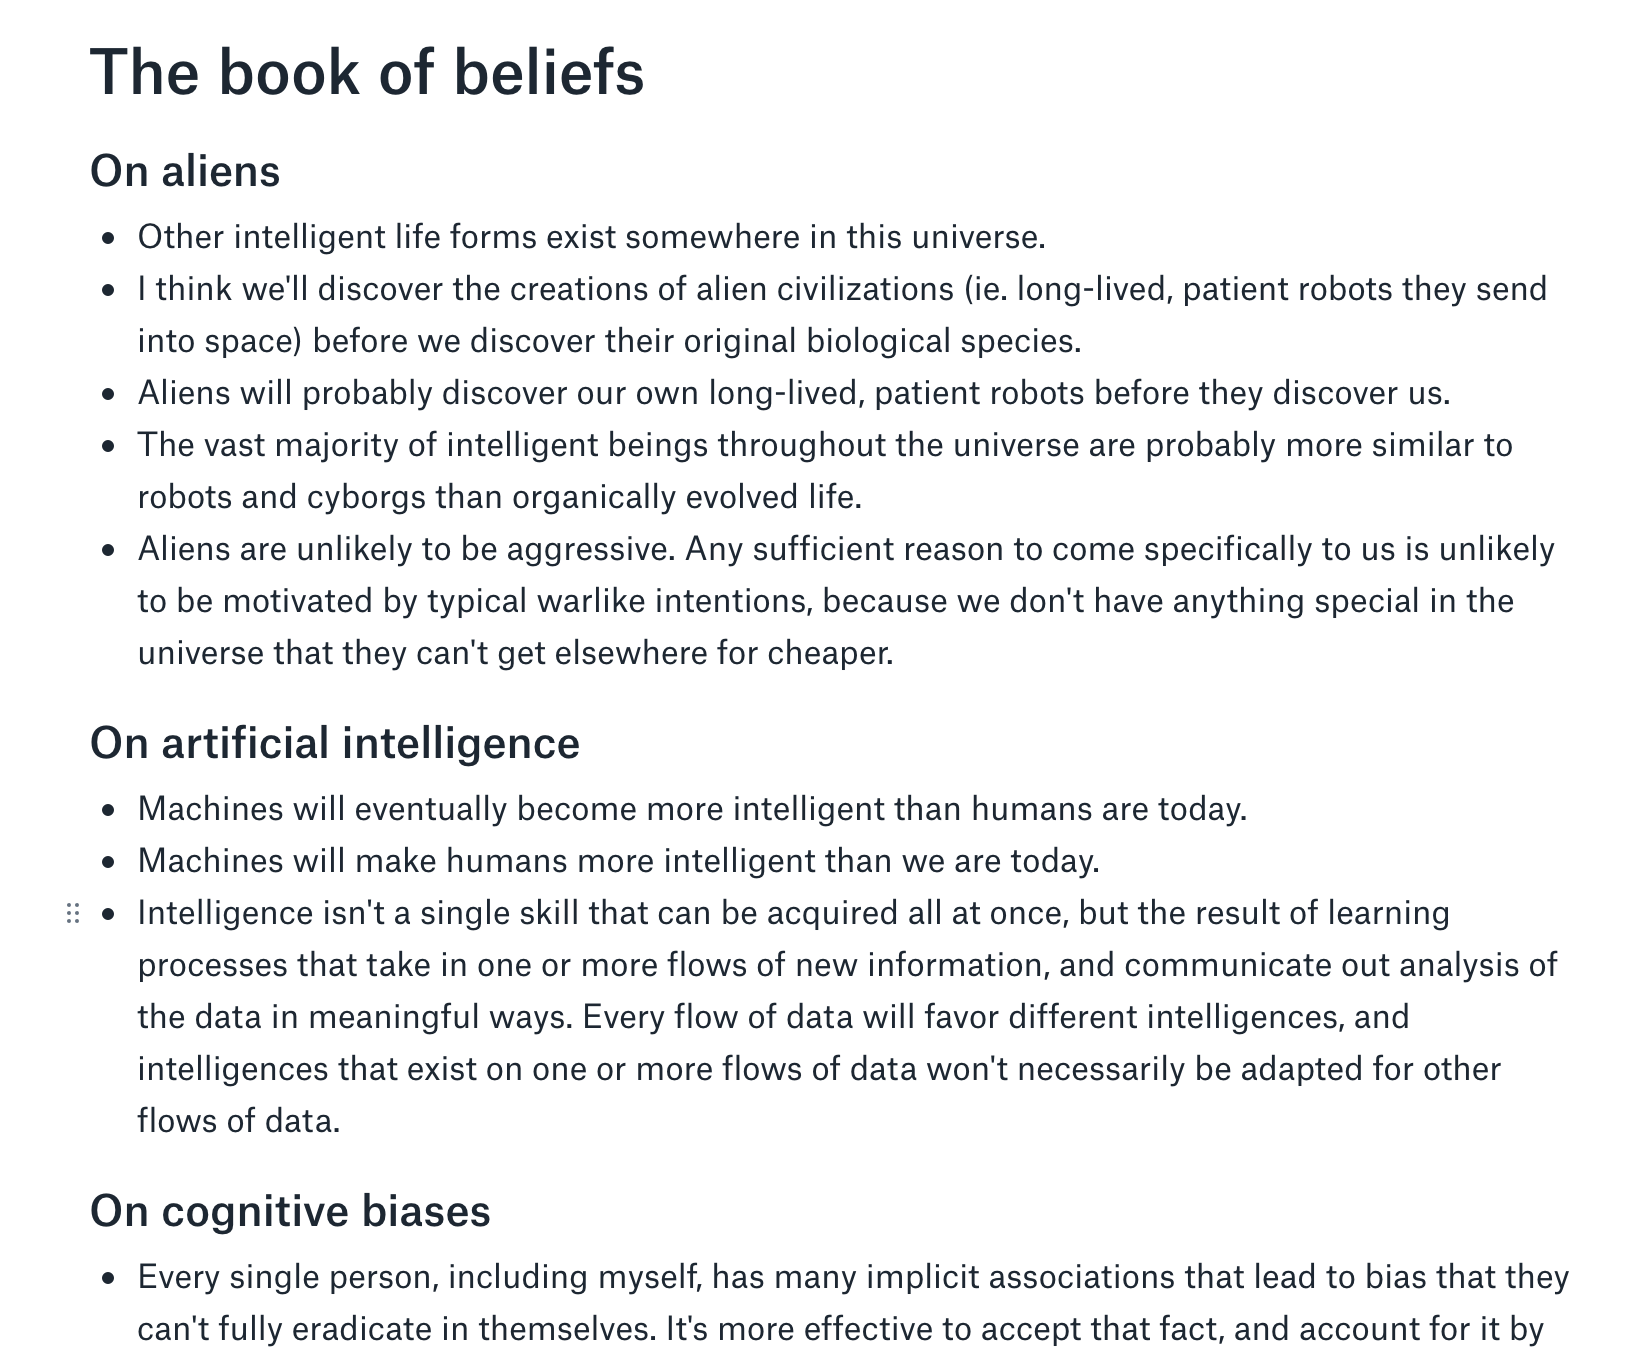 The book of beliefs
On aliens
• Other intelligent life forms exist somewhere in this universe.
• I think we'll discover the creations of alien civilizations (ie. long-lived, patient robots they send
into space) before we discover their original biological species.
• Aliens will probably discover our own long-lived, patient robots before they discover us.
• The vast majority of intelligent beings throughout the universe are probably more similar to
robots and cyborgs than organically evolved life.
• Aliens are unlikely to be aggressive. Any sufficient reason to come specifically to us is unlikely
to be motivated by typical warlike intentions, because we don't have anything special in the
universe that they can't get elsewhere for cheaper.
On artificial intelligence
• Machines will eventually become more intelligent than humans are today.
• Machines will make humans more intelligent than we are today.
• Intelligence isn't a single skill that can be acquired all at once, but the result of learning
processes that take in one or more flows of new information, and communicate out analysis of
the data in meaningful ways. Every flow of data will favor different intelligences, and
intelligences that exist on one or more flows of data won't necessarily be adapted for other
flows of data.
On cognitive biases
• Every single person, including myself, has many implicit associations that lead to bias that they
can't fully eradicate in themselves. It's more effective to accept that fact, and account for it by